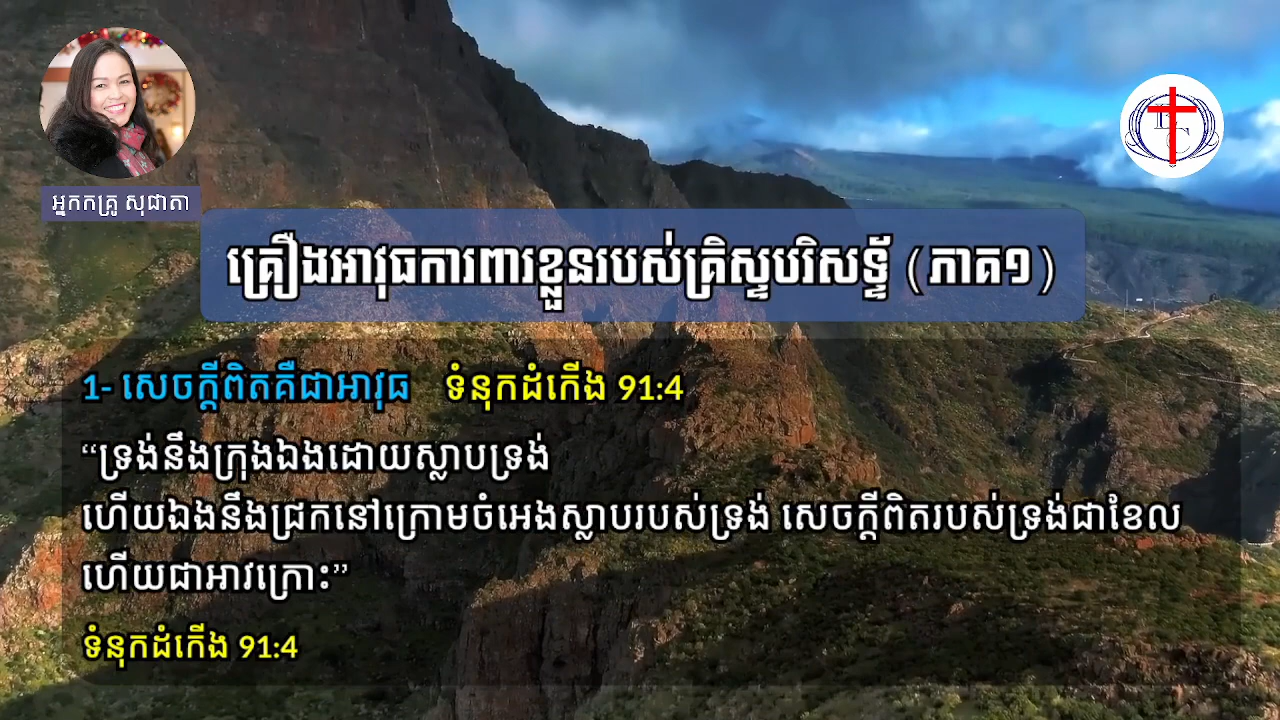 អ្នកកគ្រូ សុជាតា
គ្រឿងអាវុធការពារខ្លួនរបស់គ្រិស្ទបរិសទ្ទ័ (ភាគ១)
1- សេចក្តីពិតគឺជាអាវុធ ទំនុកដំកើង 91:4
“ទ្រង់នឹងក្រុងឯងដោយស្លាបទ្រង់
ហើយឯងនឹងជ្រកនៅក្រោមចំអេងស្លាបរបស់ទ្រង់ សេចក្តីពិតរបស់ទ្រង់ជាខែល
ហើយជាអាវក្រោះ”
ទំនុកដំកើង 91:4